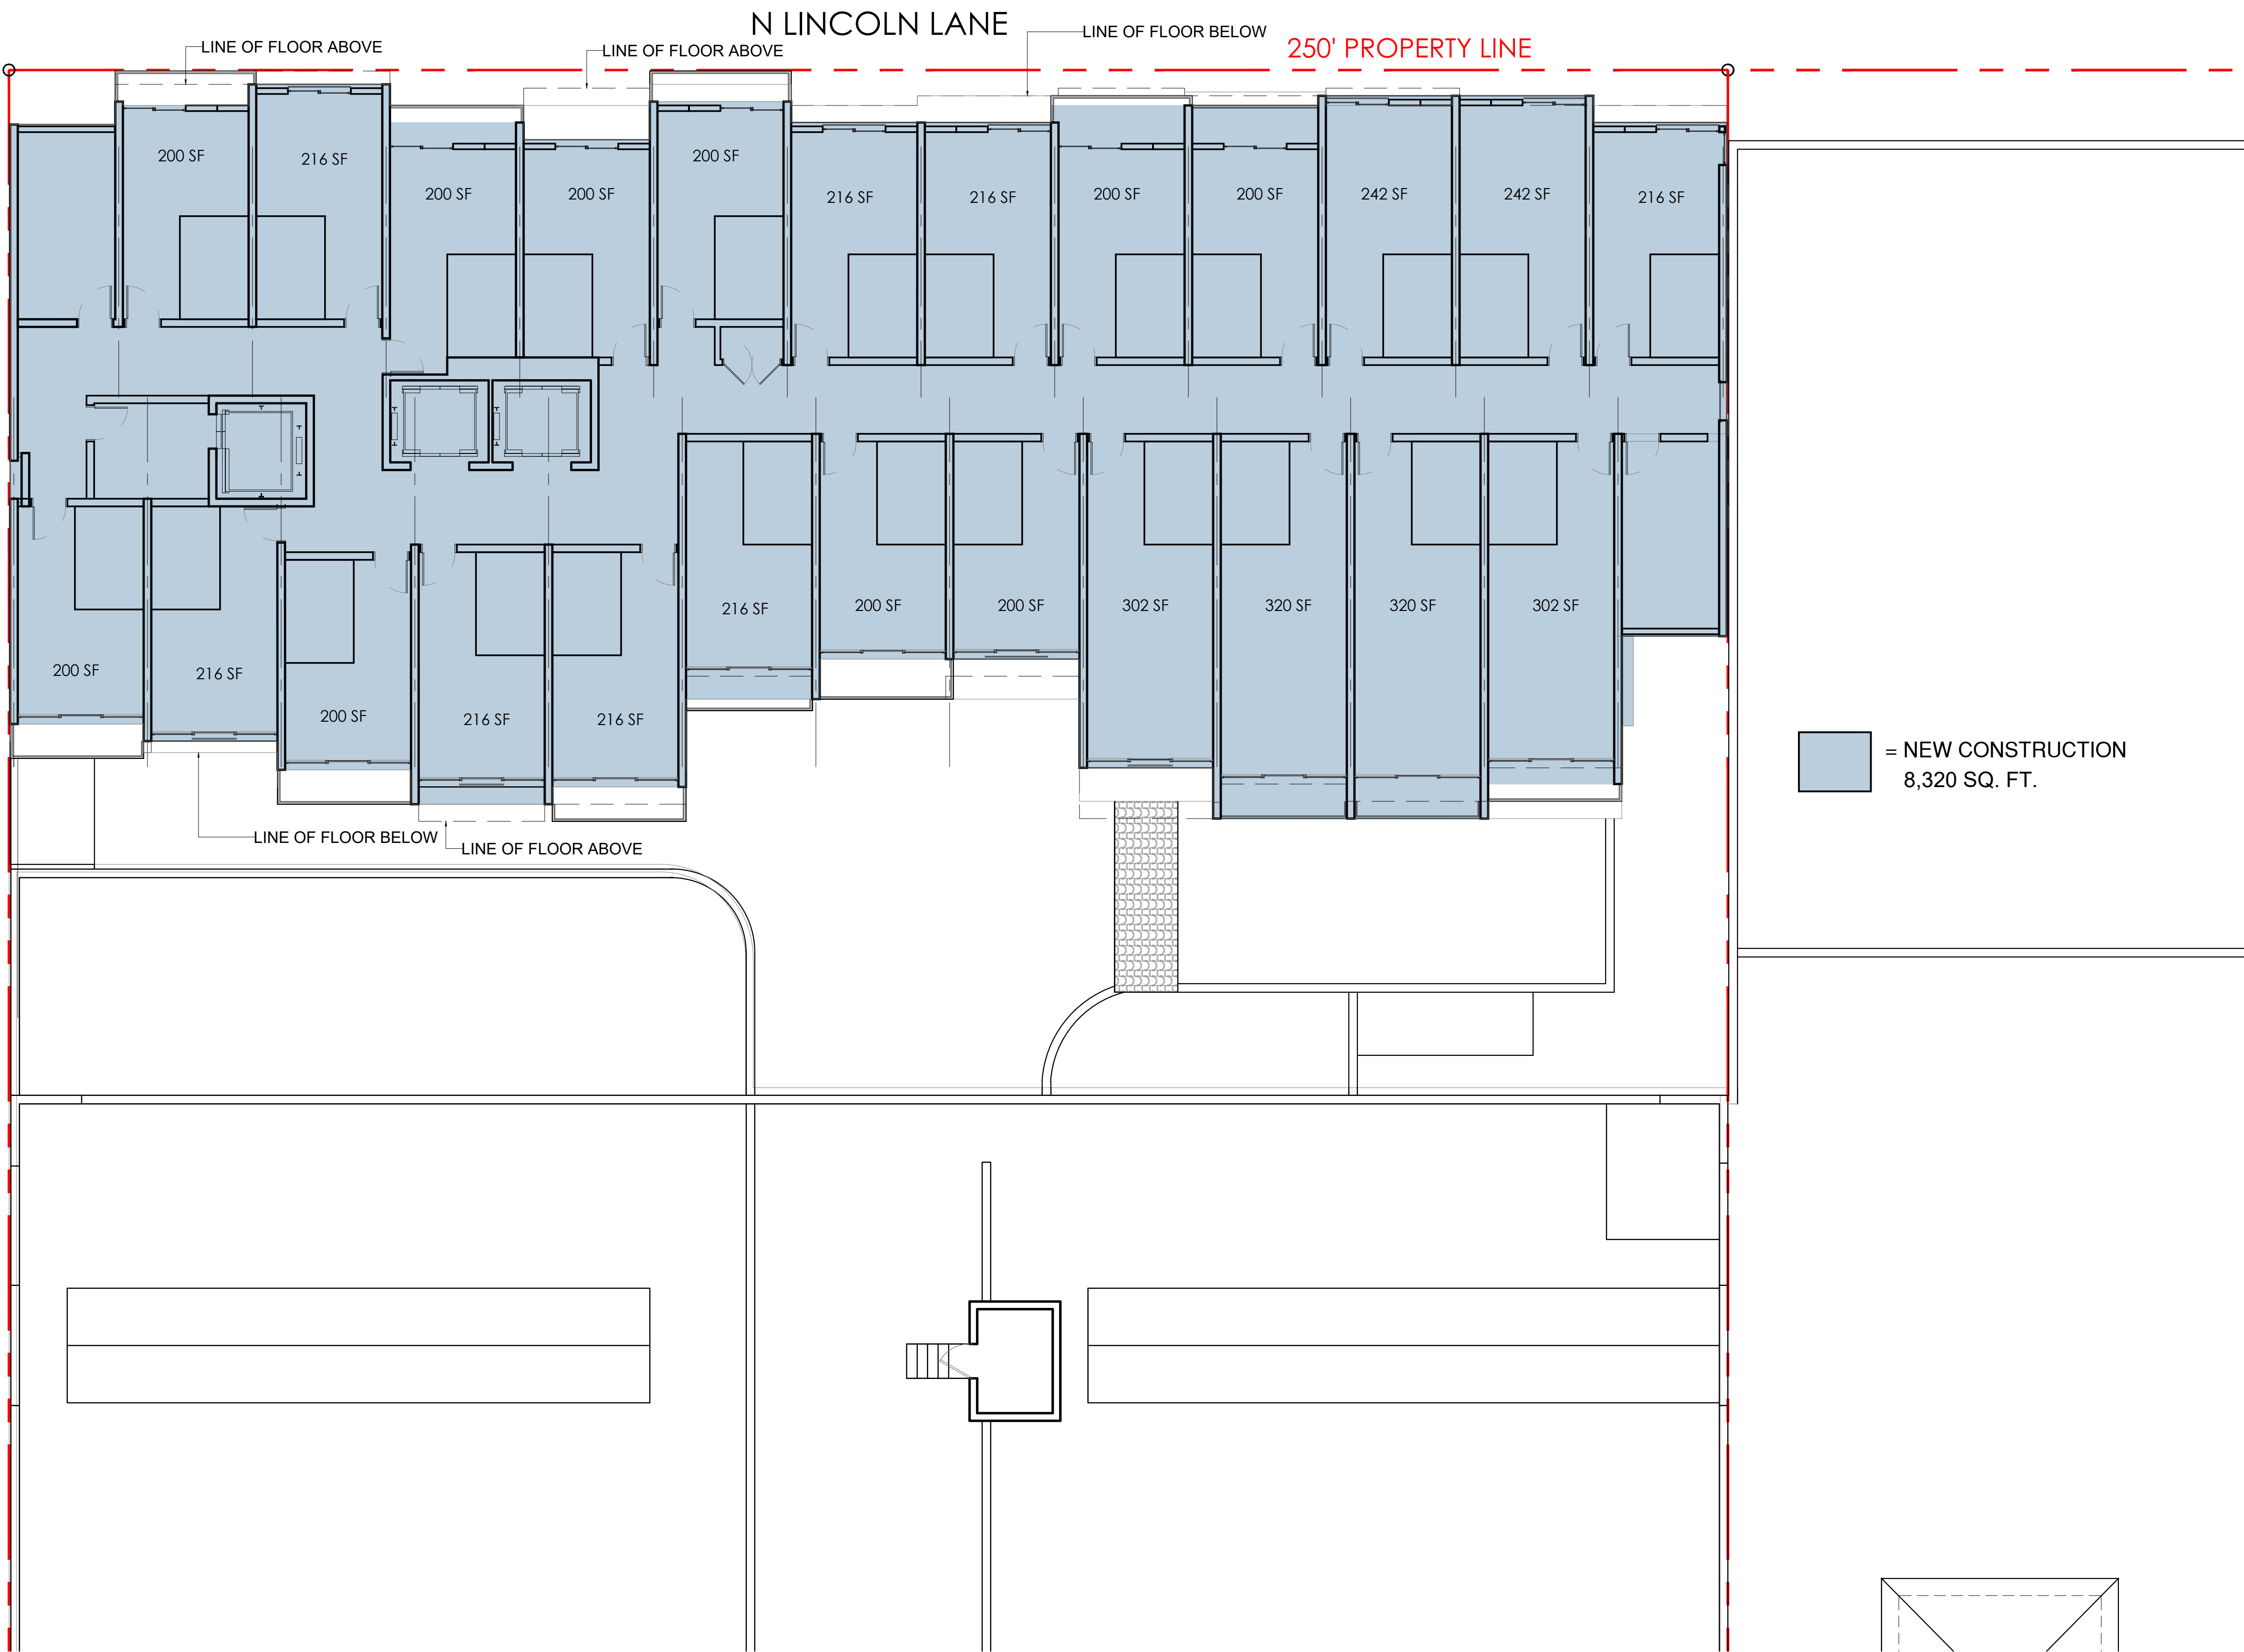 N LINCOLN LANE
LINE OF FLOOR ABOVE
LINE OF FLOOR ABOVE
LINE OF FLOOR BELOW
250' PROPERTY LINE
200 SF
216 SF
200 SF
200 SF
200 SF
216 SF
216 SF
200 SF
200 SF
242 SF
242 SF
216 SF
200 SF
216 SF
200 SF
216 SF
216 SF
216 SF
200 SF
200 SF
302 SF
320 SF
320 SF
302 SF
= NEW CONSTRUCTION
8,320 SQ. FT.
LINE OF FLOOR BELOW
LINE OF FLOOR ABOVE